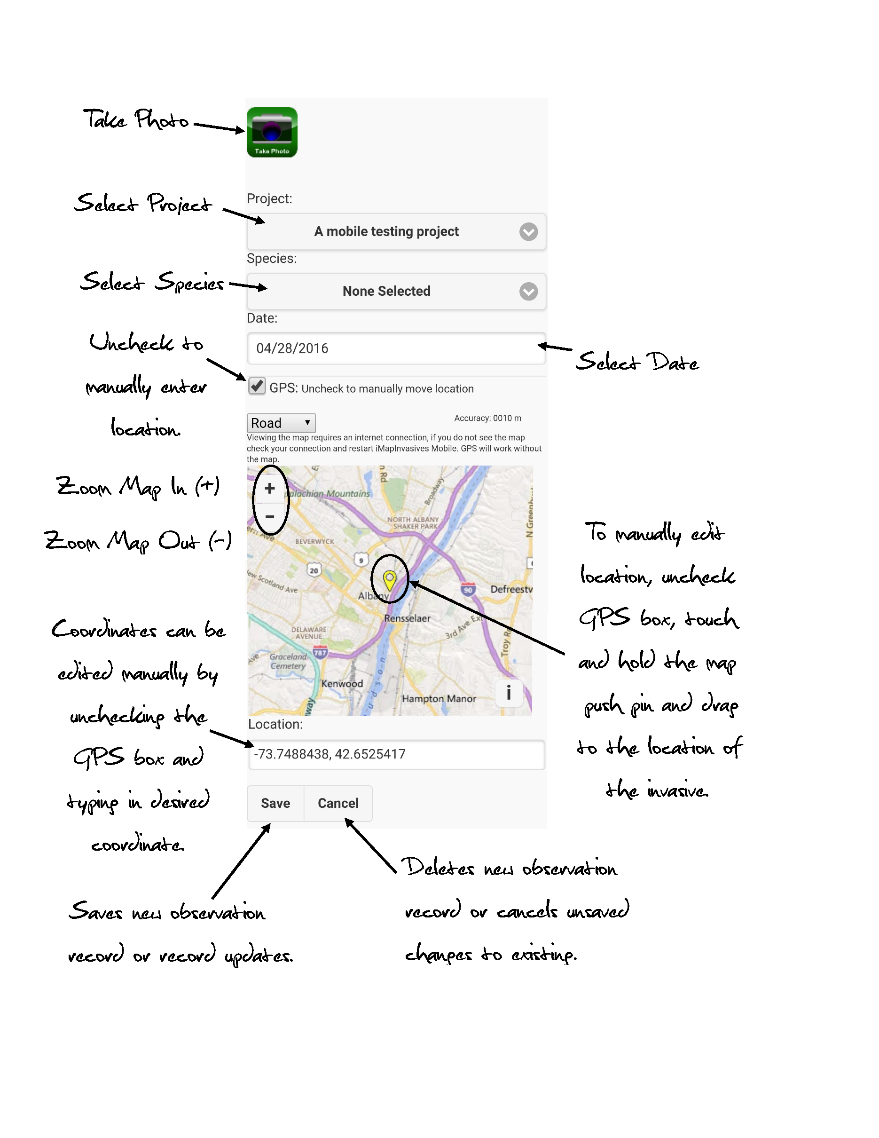 Take Photo
Take Photo
Project:
Select Project
A mobile testing project
Species:
Select Species
None Selected
Date:
04/28/2016
Select Date
Uncheck to
manually enter
location.
GPS: Uncheck to manually move location
Road
Accuracy: 0010 m
Viewing the map requires an internet connection, if you do not see the map
check your connection and restart iMapInvasives Mobile. GPS will work without
the map.
Zoom Map In (+)
Zoom Map Out (-)
+
−
palachian Mountains
Broadway
N Greenb
NORTH ALBANY
SHAKER PARK
BEVERWYCK
9
20
New Scotland Ave
Albany
90
Defreestv
Rensselaer
3rd Ave Ex
Troy R
DELAWARE
AVENUE
787
Graceland
Cemetery
Kenwood
Hampton Manor
i
To manually edit
location, uncheck
GPS box, touch
and hold the map
push pin and drag
to the location of
the invasive.
Coordinates can be
edited manually by
unchecking the
GPS box and
typing in desired
coordinate.
Location:
-73.7488438, 42.6525417
Save
Cancel
Saves new observation
record or record updates.
Deletes new observation
record or cancels unsaved
changes to existing.